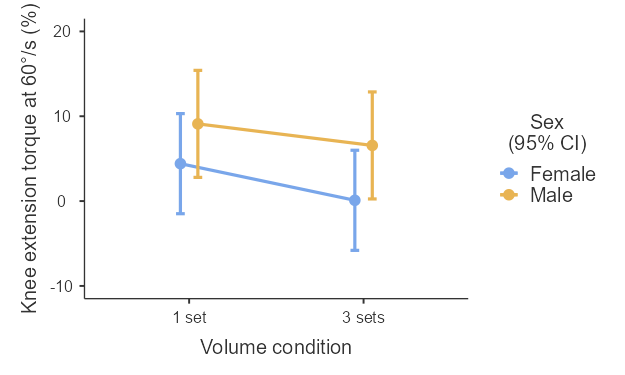 Knee extension torque at 60°/s (%)
20
10
0
-10
1 set
3 sets
Volume condition
Sex
(95% CI)
Female
Male